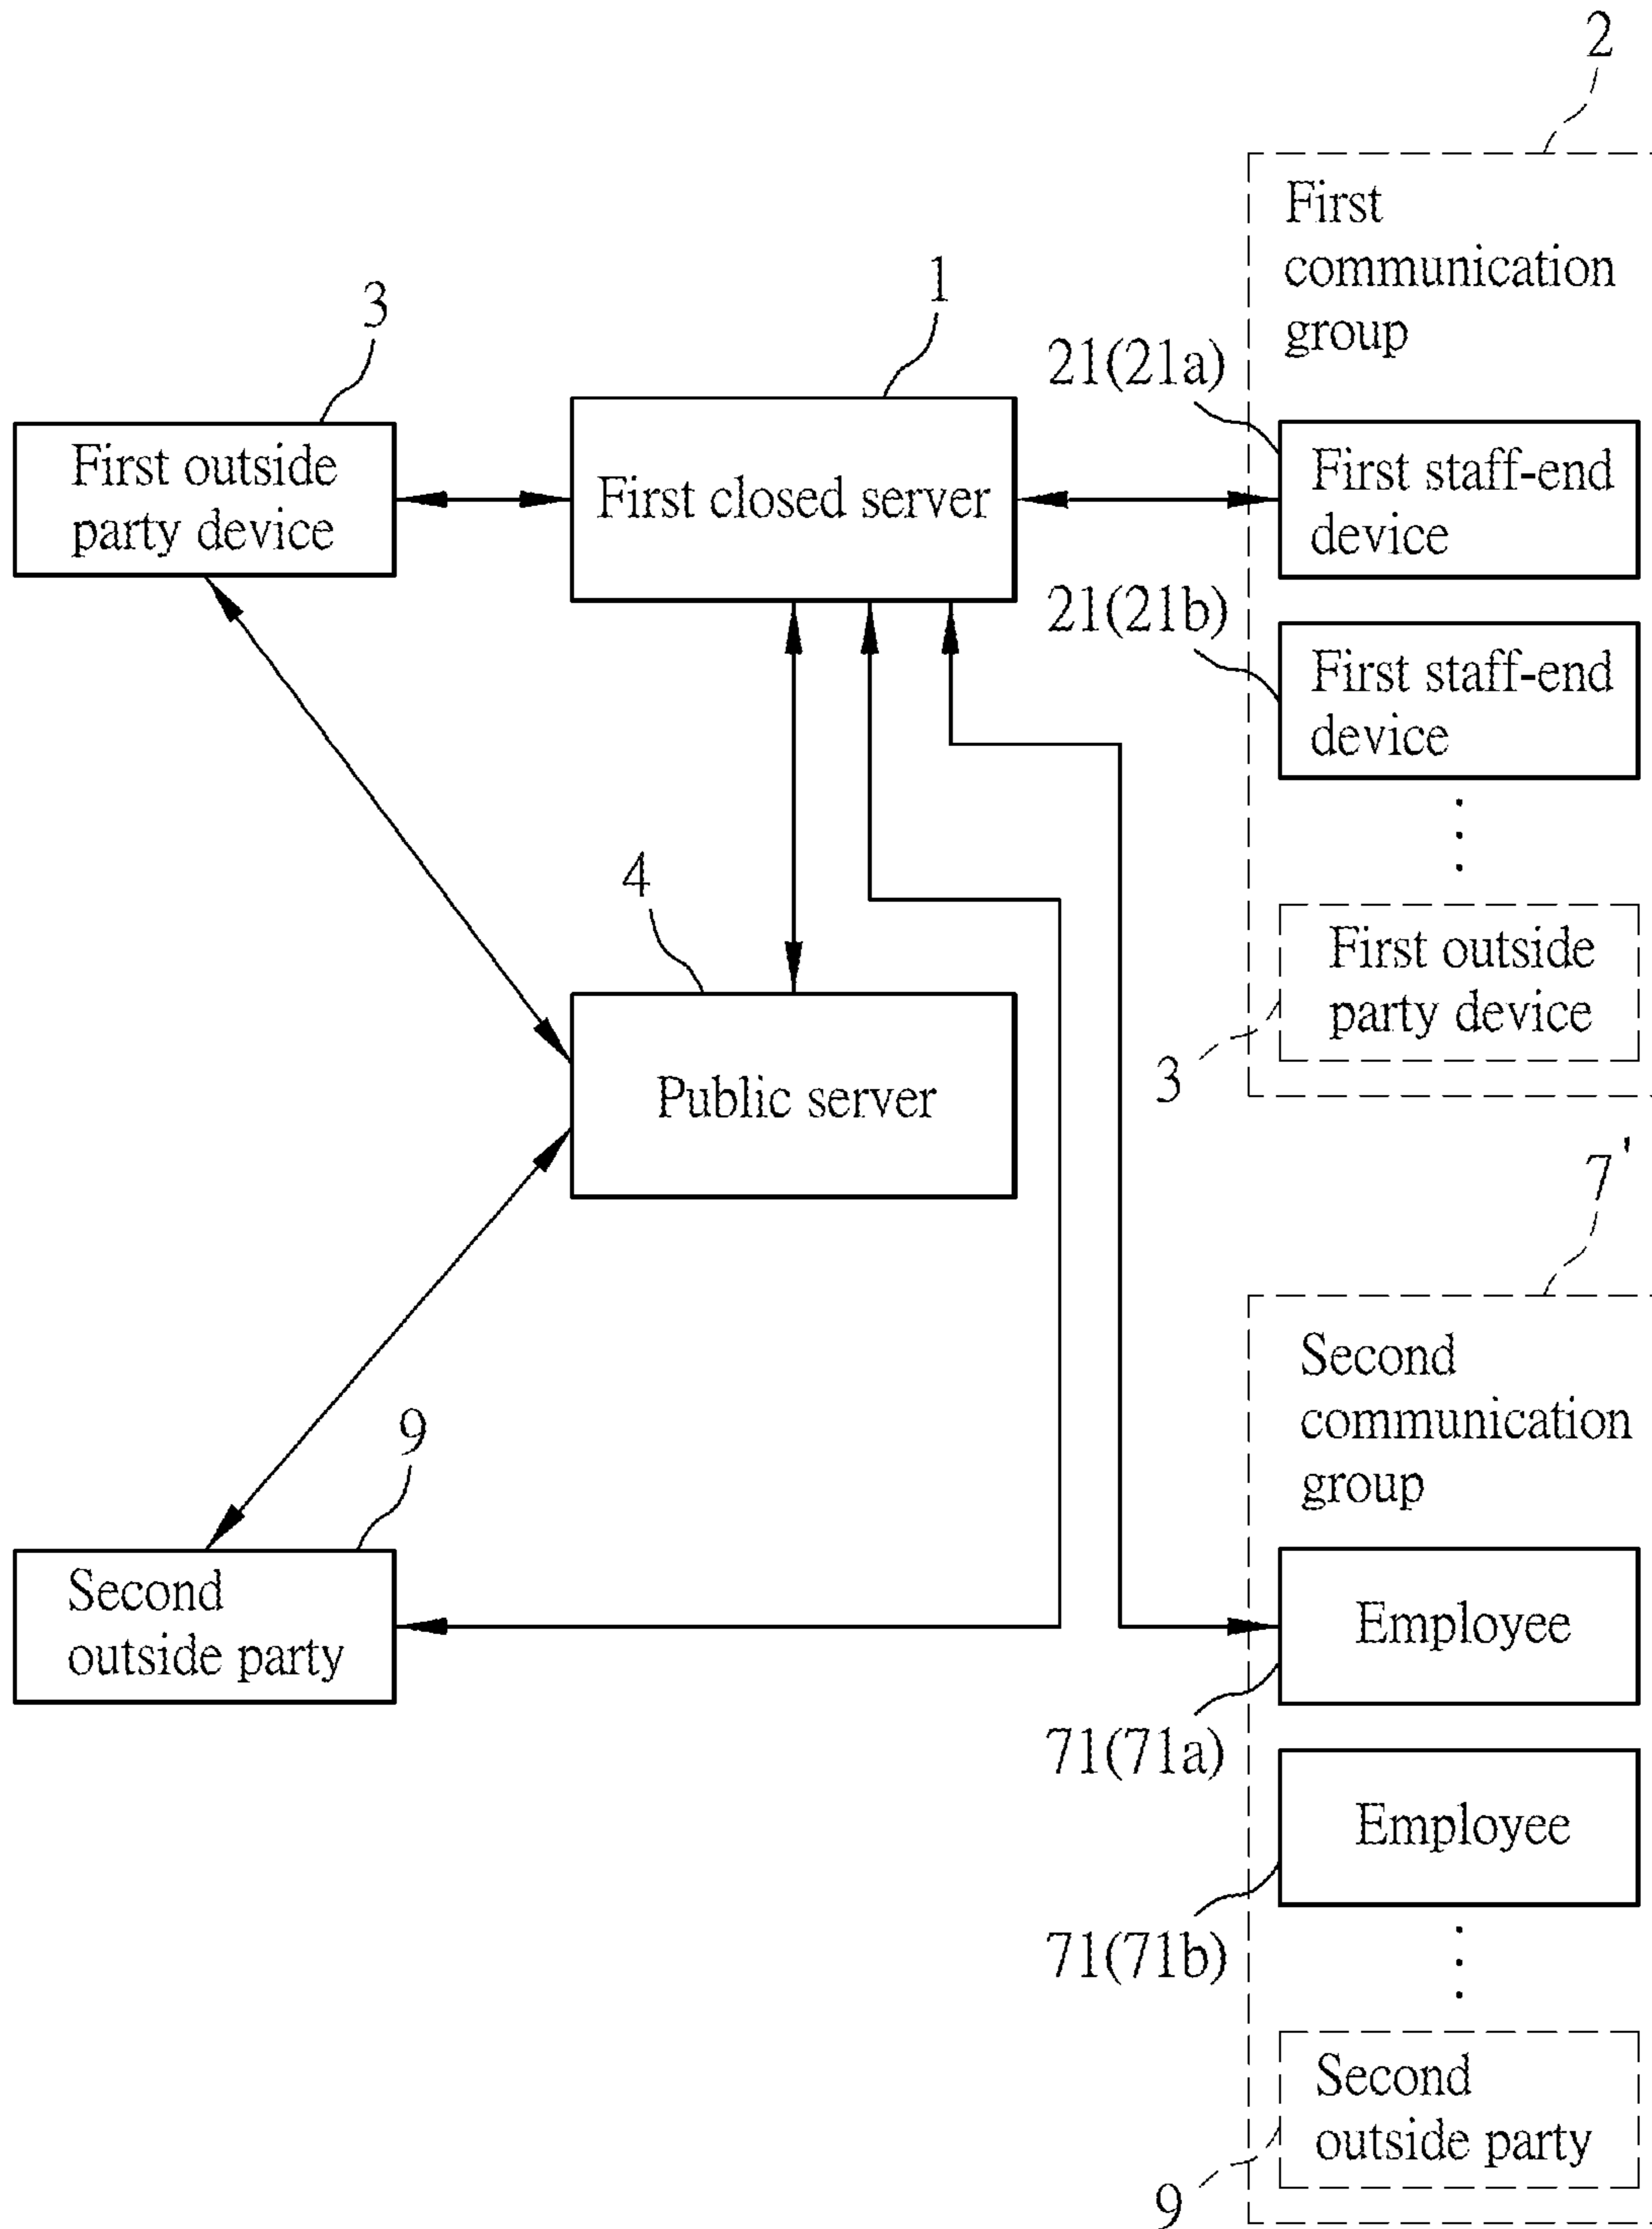 2
First
communication
group
1
3
21(21a)
First outside
party device
First closed server
First staff-end
device
21(21b)
First staff-end
device
4
First outside
party device
3
Public server
7'
Second
communication
group
9
Second
outside party
Employee
71(71a)
Employee
71(71b)
Second
outside party
9